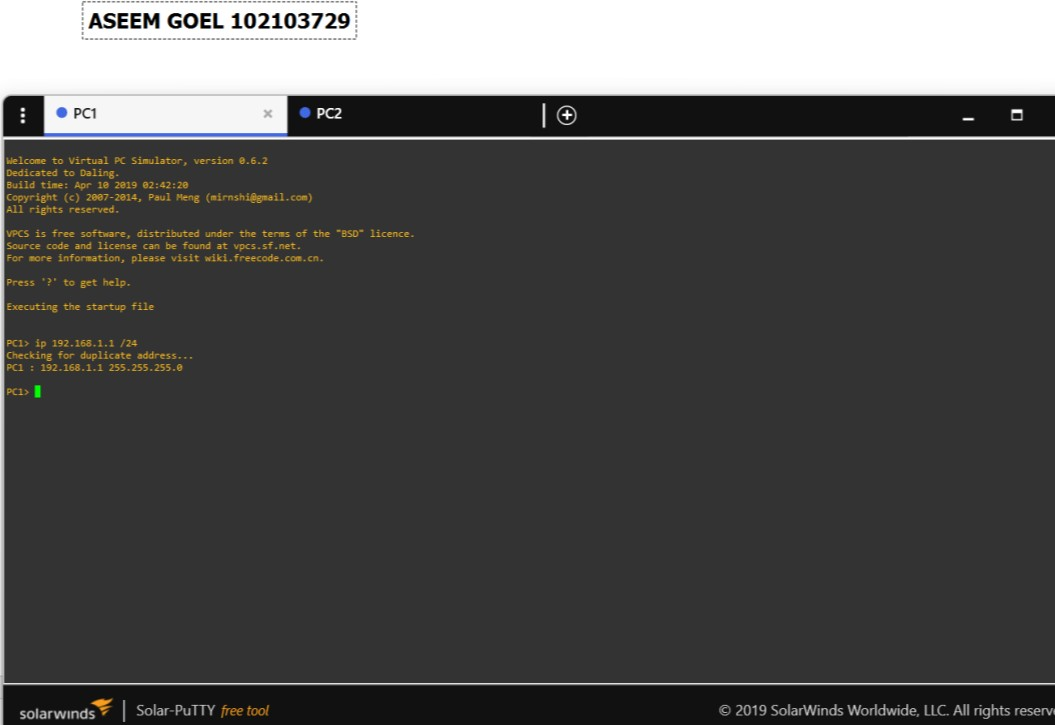 ASEEM GOEL 102103729
PC1
PC2
Welcome to Virtual PC Simulator, version 0.6.2
Dedicated to Daling.
Build time: Apr 10 2019 02:42:20
Copyright (c) 2007-2014, Paul Meng (mirnshi@gmail.com)
All rights reserved.
VPCS is free software, distributed under the terms of the "BSD" licence.
Source code and license can be found at vpcs.sf.net.
For more information, please visit wiki.freecode.com.cn.
Press '?' to get help.
Executing the startup file
PC1> ip 192.168.1.1 /24
Checking for duplicate address...
PC1 : 192.168.1.1 255.255.255.0
PC1>
solarwinds
Solar-PuTTY free tool
© 2019 SolarWinds Worldwide, LLC. All rights reserve